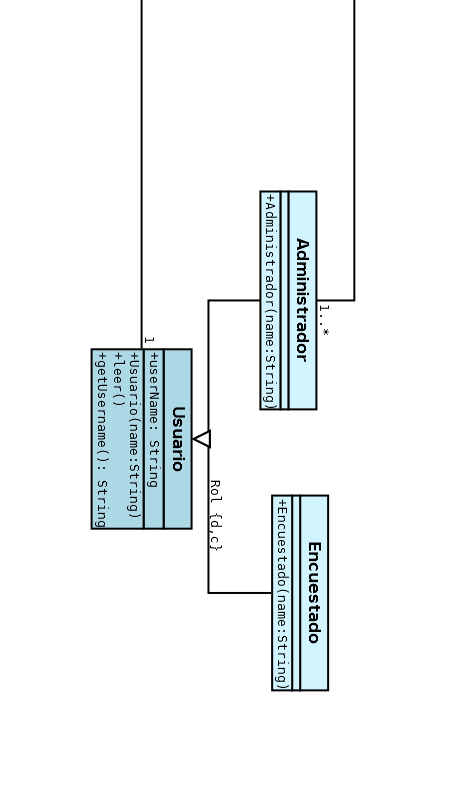 Administrador
+Administrador(name:String)
1..*
Encuestado
+Encuestado(name:String)
Rol {d,c}
1
Usuario
+userName: String
+Usuario(name:String)
+leer()
+getUsername(): String